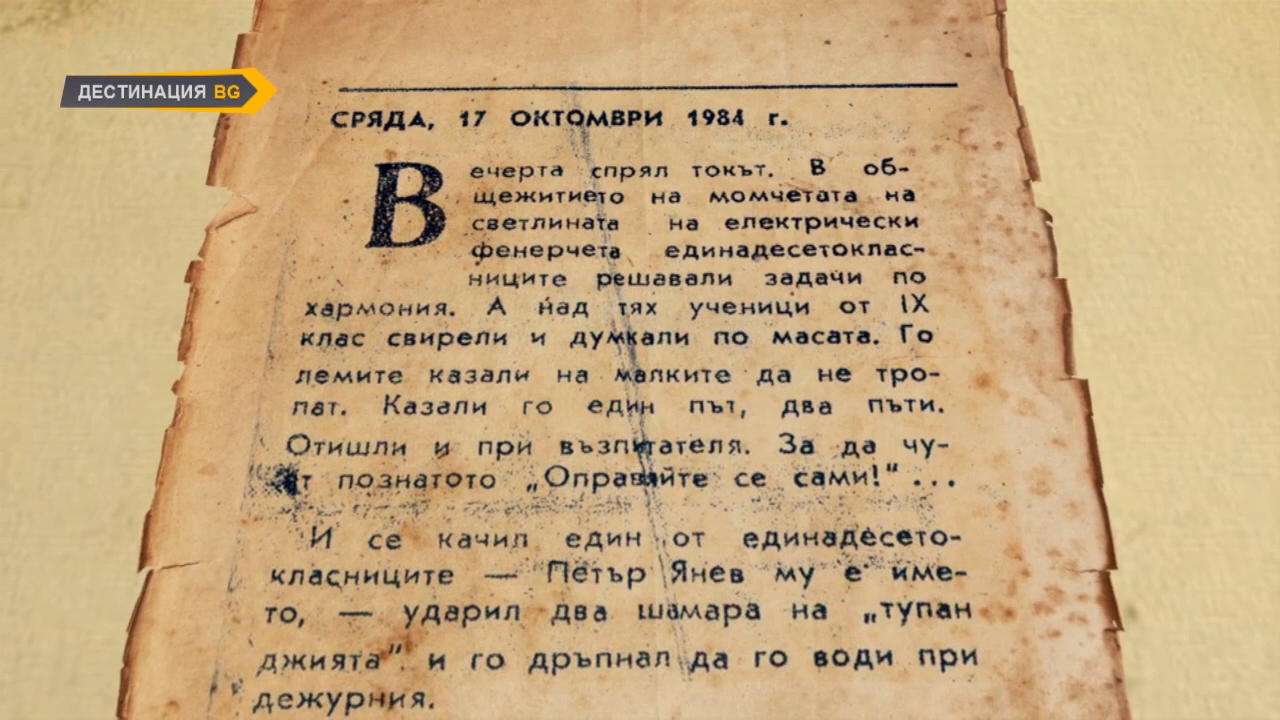 ДЕСТИНАЦИЯ BG
СРЯДА, 17 ОКТОМВРИ 1984 г.
Вечерта спрял токът. В об-
щежитието на момчетата на
светлината на електрически
фенерчета единадесетоклас-
ниците решавали задачи по
хармония. А над тях ученици от IX
клас свирели и думкали по масата. Го
лемите казали на малките да не тро-
пат. Казали го един път, два пъти.
Отишли и при възпитателя. За да чу-
ят познатото „Оправяйте се сами!“...
И се качил един от единадесето-
класниците — Петър Янев му е име-
то, — ударил два шамара на „тупан
джията“ и го дръпнал да го води при
дежурния.